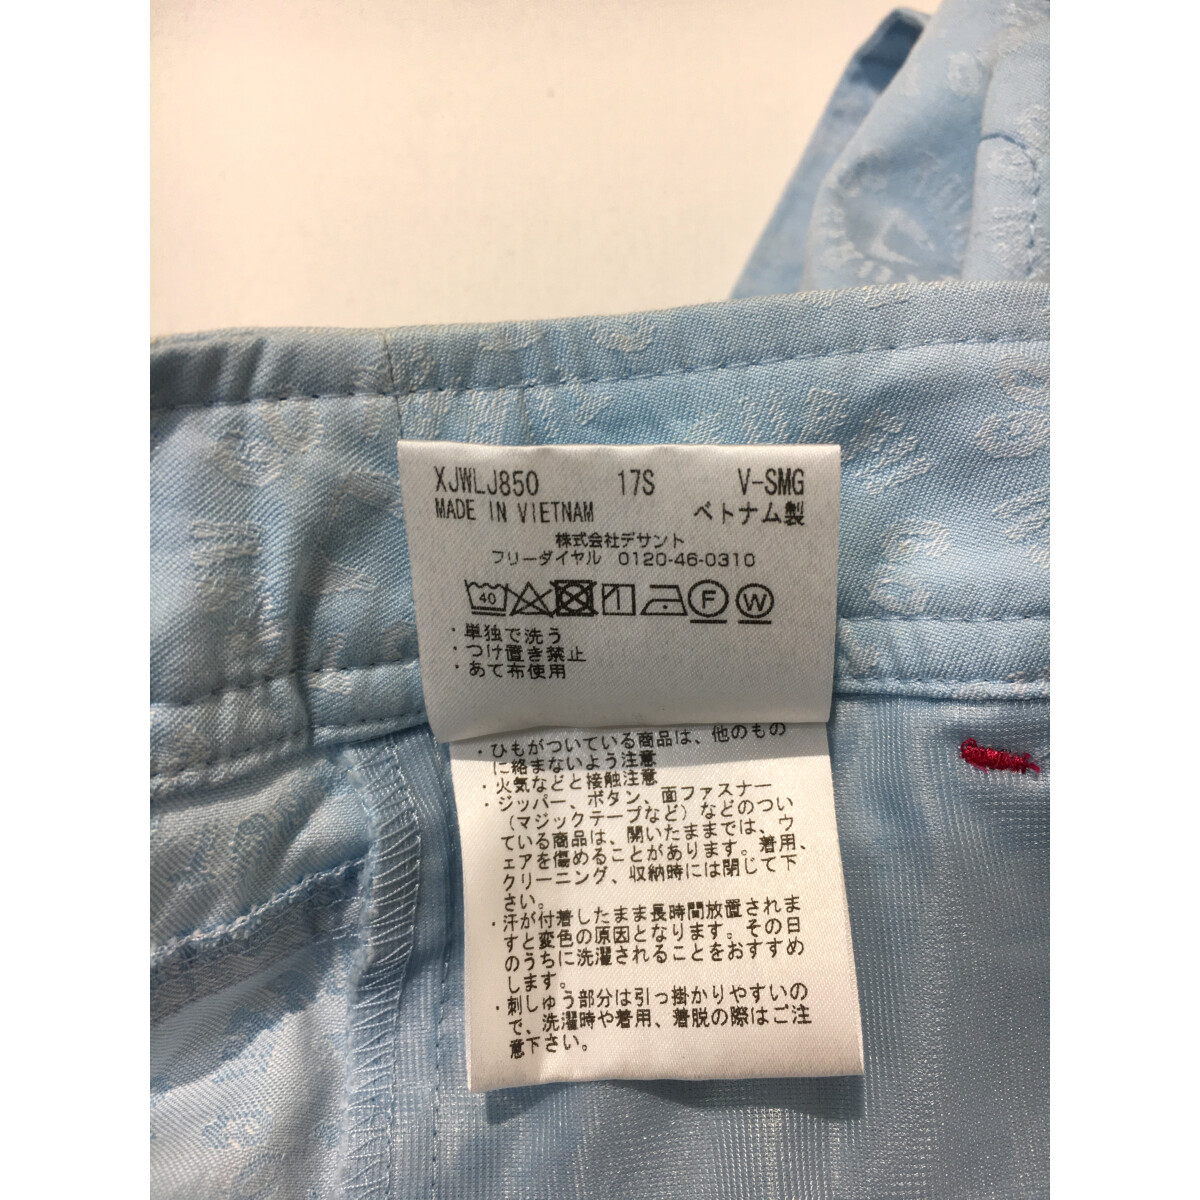 XJWLJ850 17S V-SMG
MADE IN VIETNAM ベトナム製
株式会社デサント
フリーダイヤル 0120-46-0310
40 F W
・単独で洗う
・つけ置き禁止
・あて布使用
・ひもがついている商品は、他のもの
に絡まないよう注意
・火気などと接触注意
・ジッパー、ボタン、面ファスナー
（マジックテープなど）などのつい
ている商品は、開いたままでは、ウ
ェアを傷めることがあります。着用、
クリーニング、収納時には閉じて下
さい。
・汗が付着したまま長時間放置されま
すと変色の原因となります。その日
のうちに洗濯されることをおすすめ
します。
・刺しゅう部分は引っ掛かりやすいの
で、洗濯時や着用、着脱の際はご注
意下さい。